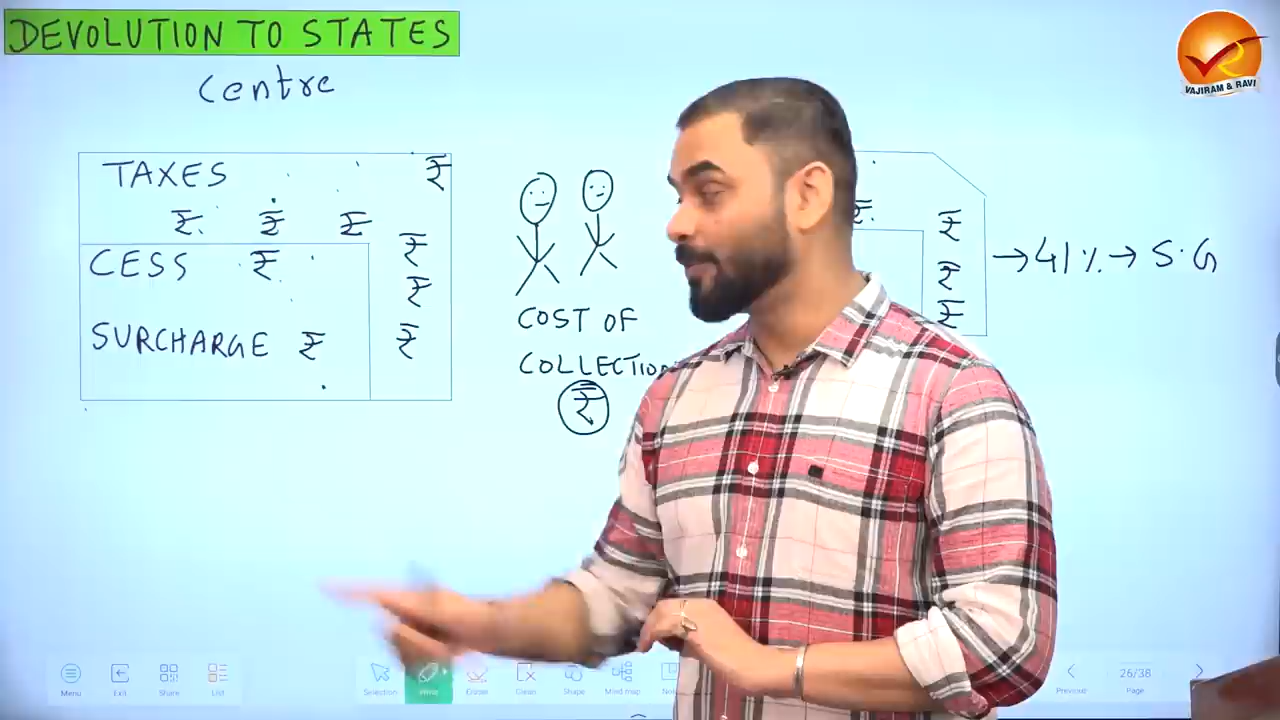 DEVOLUTION TO STATES
Centre
VAJIRAM & RAVI
TAXES ₹
₹ ₹ ₹
CESS ₹ ₹
₹
SURCHARGE ₹ ₹
COST OF
COLLECTION
₹
₹
₹
₹
₹
→ 41% → S.G
Menu
Exit
Share
List
Selection
Write
Eraser
Clean
Shape
Mind map
Previous
26/38
Page